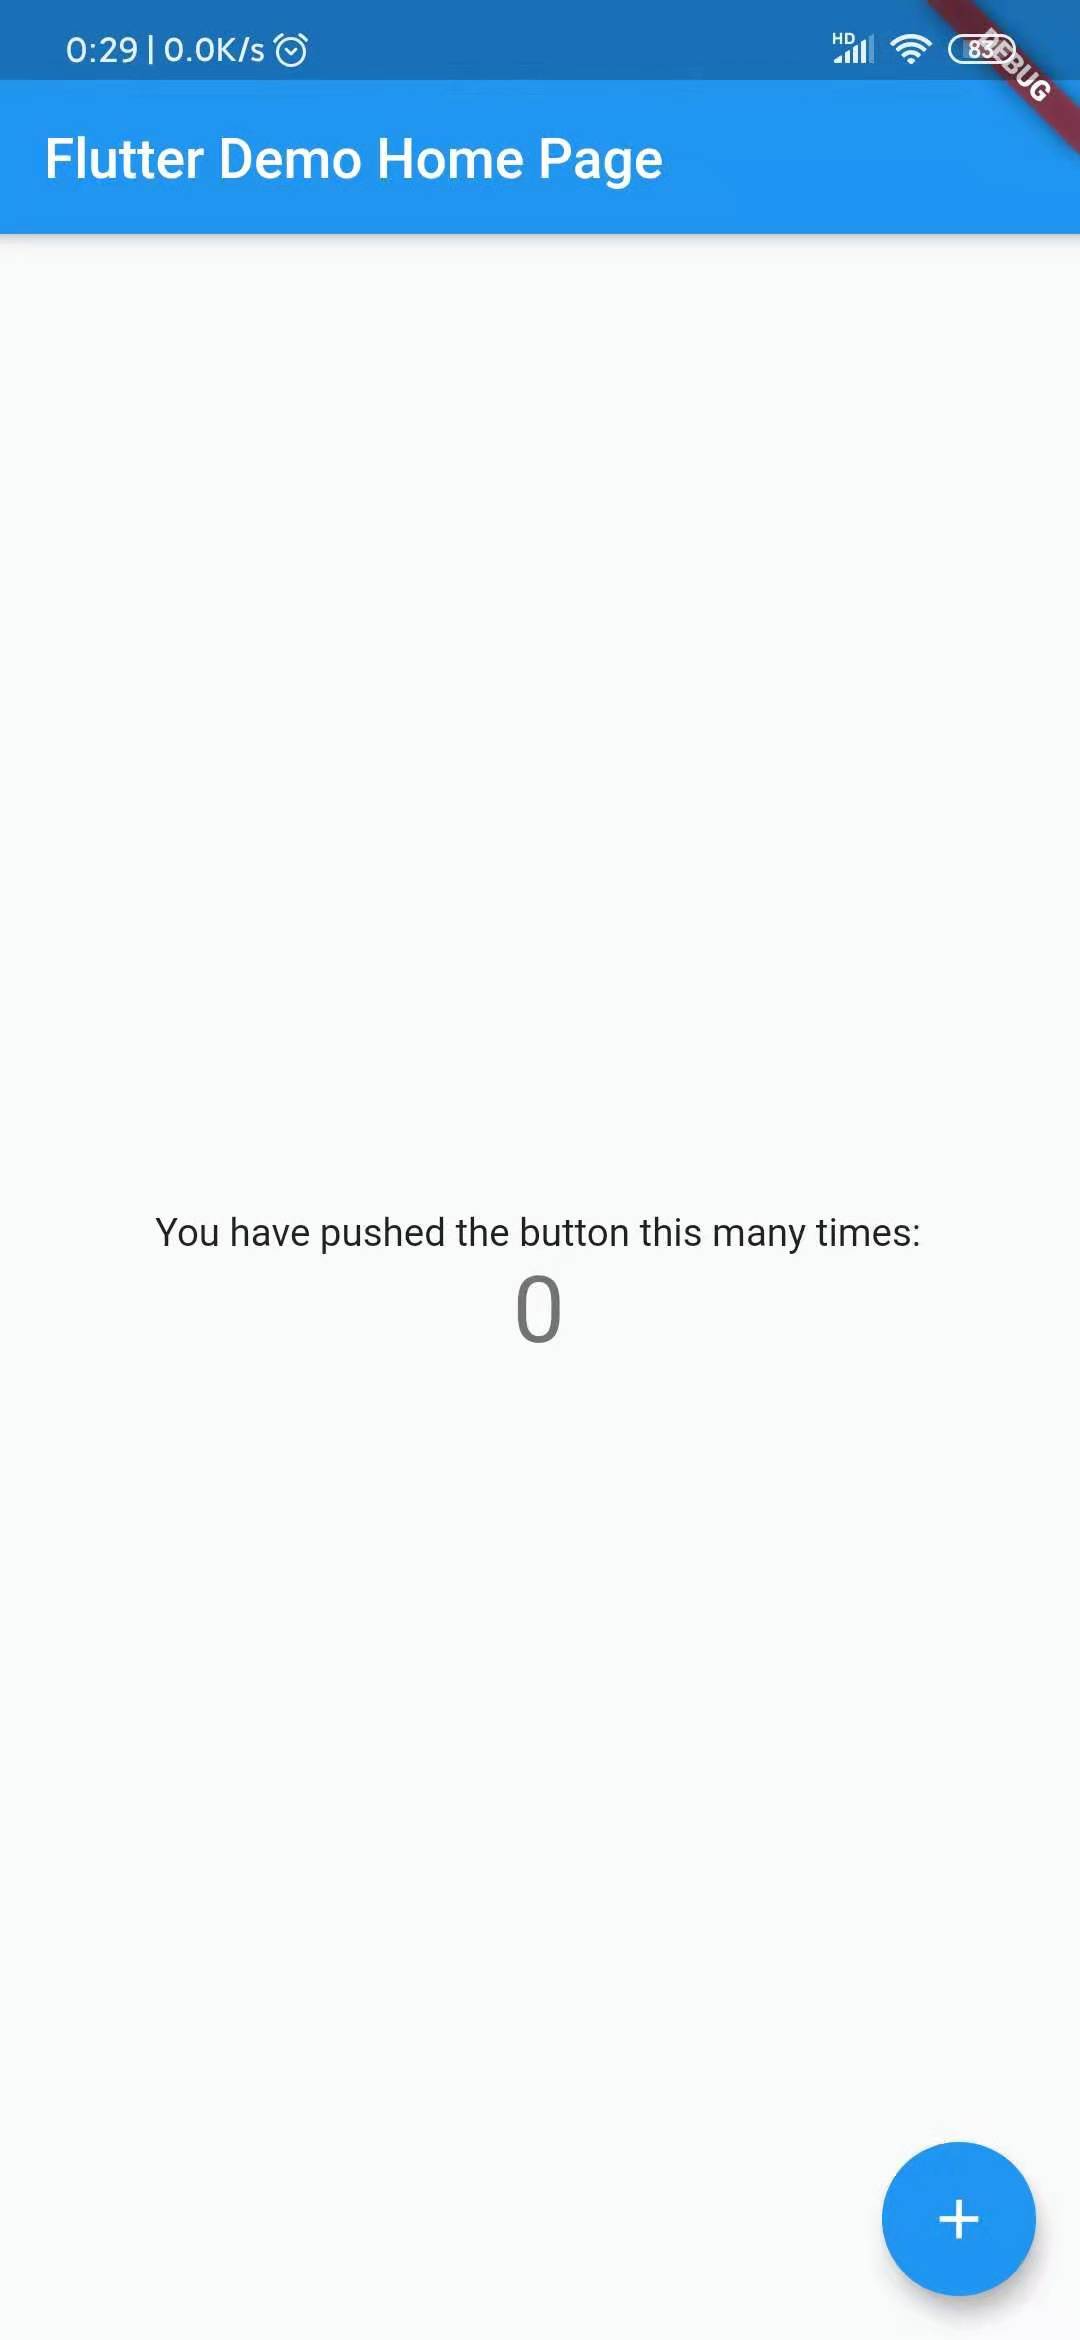 0:29 | 0.0K/s
HD
83
DEBUG
Flutter Demo Home Page
You have pushed the button this many times:
0
+